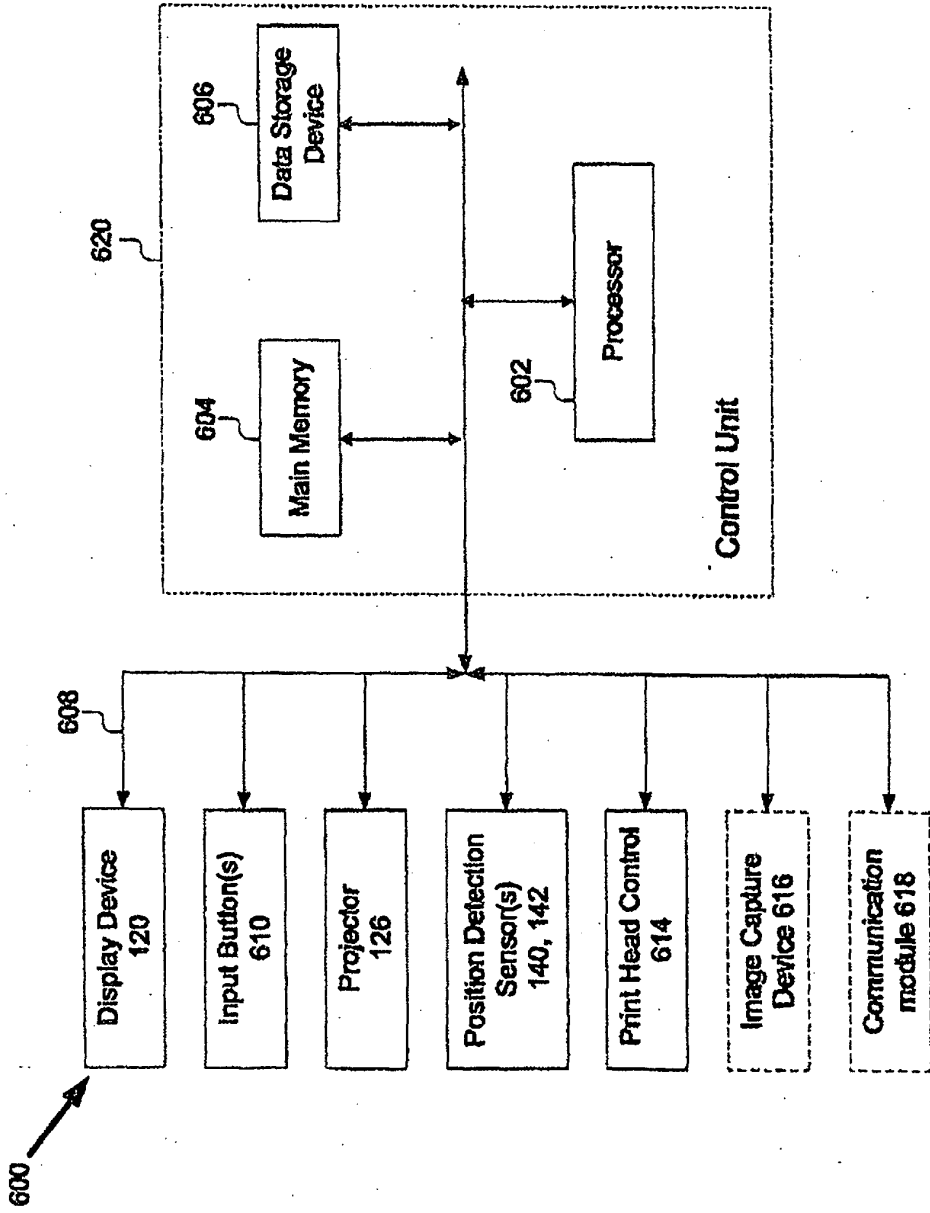 600
Display Device
120
608
Input Button(s)
610
Projector
126
Position Detection
Sensor(s)
140, 142
Print Head Control
614
Image Capture
Device 616
Communication
module 618
620
604
Main Memory
606
Data Storage
Device
602
Processor
Control Unit